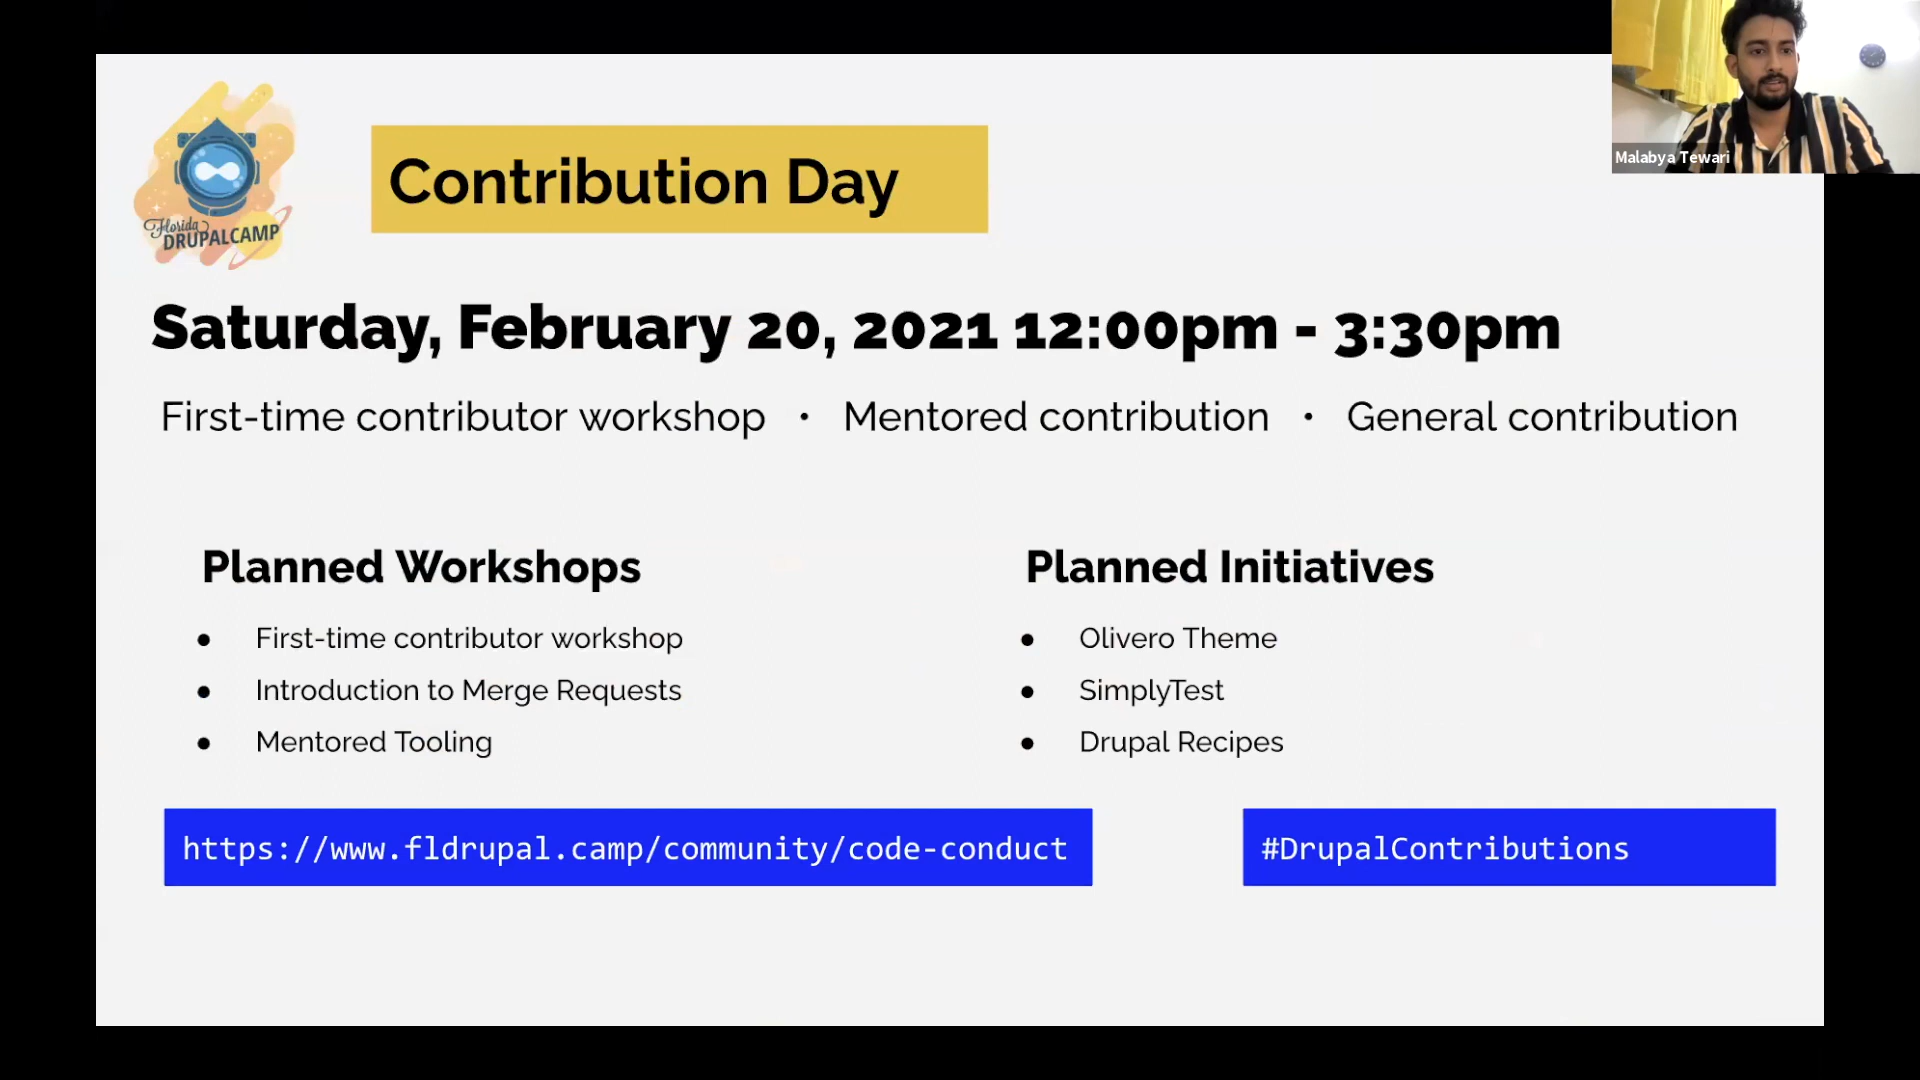 Malabya Tewari
Florida
DRUPALCAMP
Contribution Day
Saturday, February 20, 2021 12:00pm - 3:30pm
First-time contributor workshop • Mentored contribution • General contribution
Planned Workshops
● First-time contributor workshop
● Introduction to Merge Requests
● Mentored Tooling
Planned Initiatives
● Olivero Theme
● SimplyTest
● Drupal Recipes
https://www.fldrupal.camp/community/code-conduct
#DrupalContributions